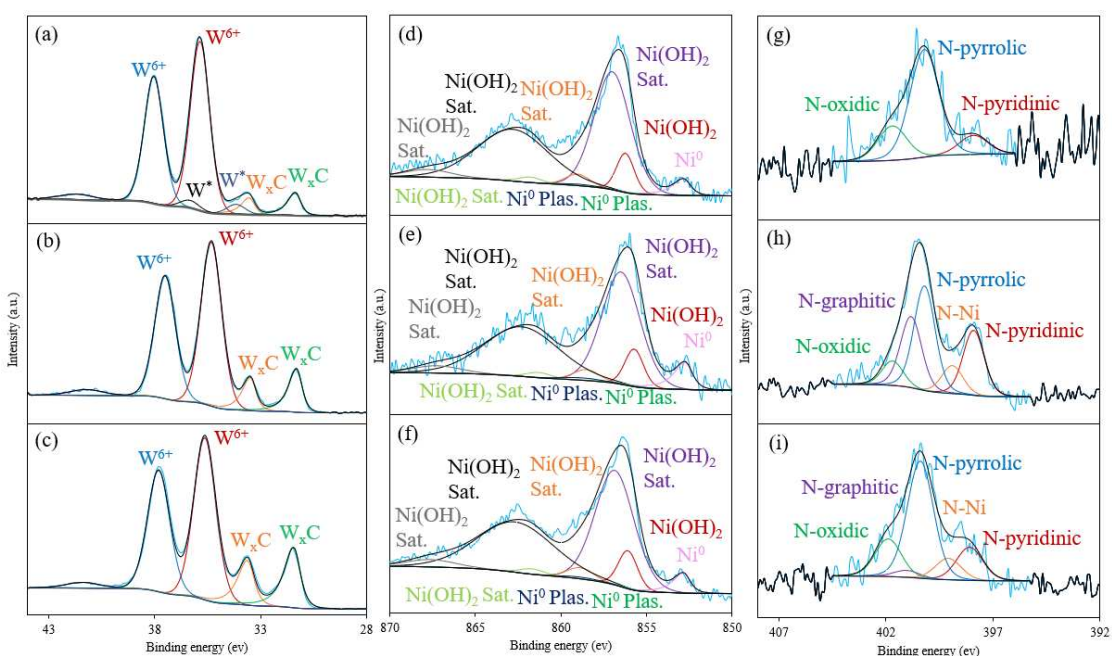 (a)
W6+
W6+
W*
W*
WxC
WxC
(b)
W6+
W6+
WxC
WxC
(c)
W6+
W6+
WxC
WxC
Intensity (a.u.)
43
38
33
28
Binding energy (ev)
(d)
Ni(OH)2
Sat.
Ni(OH)2
Sat.
Ni(OH)2
Sat.
Ni(OH)2
Sat.
Ni(OH)2
Ni0
Ni(OH)2 Sat.
Ni0 Plas.
Ni0 Plas.
(e)
Ni(OH)2
Sat.
Ni(OH)2
Sat.
Ni(OH)2
Sat.
Ni(OH)2
Sat.
Ni(OH)2
Ni0
Ni(OH)2 Sat.
Ni0 Plas.
Ni0 Plas.
(f)
Ni(OH)2
Sat.
Ni(OH)2
Sat.
Ni(OH)2
Sat.
Ni(OH)2
Sat.
Ni(OH)2
Ni0
Ni(OH)2 Sat.
Ni0 Plas.
Ni0 Plas.
Intensity (a.u.)
870
865
860
855
850
Binding energy (ev)
(g)
N-pyrrolic
N-oxidic
N-pyridinic
(h)
N-pyrrolic
N-graphitic
N-Ni
N-oxidic
N-pyridinic
(i)
N-pyrrolic
N-graphitic
N-Ni
N-oxidic
N-pyridinic
Intensity (a.u.)
407
402
397
392
Binding energy (ev)